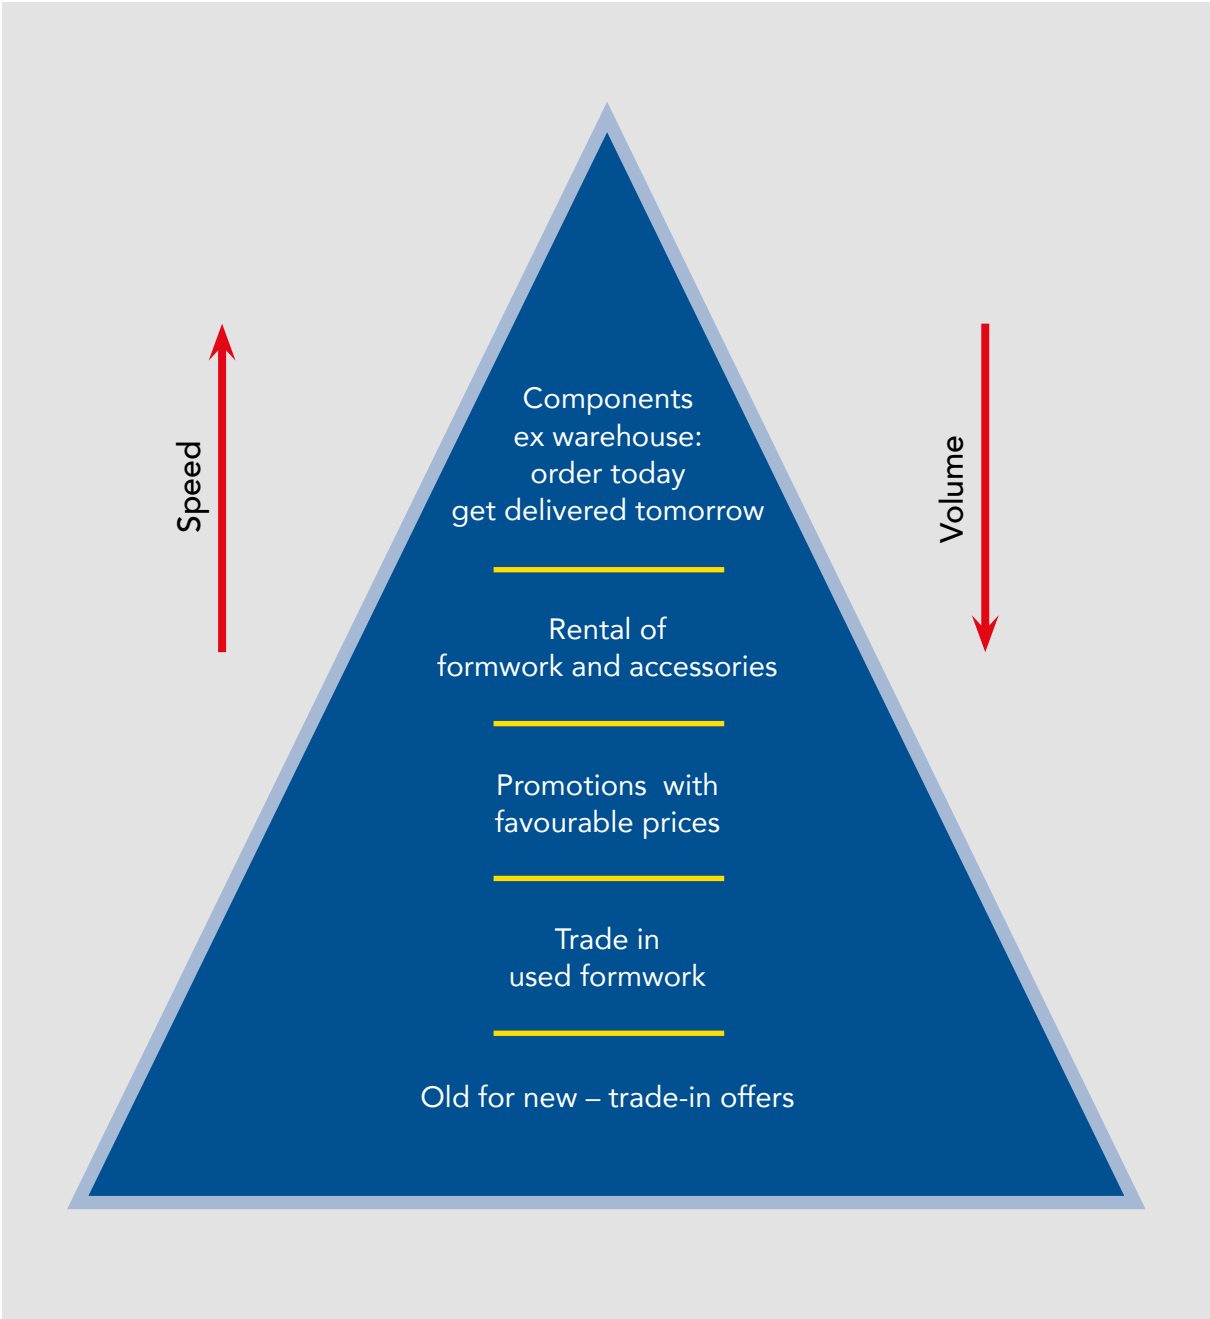 Components
ex warehouse:
order today
get delivered tomorrow
Speed
Volume
Rental of
formwork and accessories
Promotions  with
favourable prices
Trade in
used formwork
Old for new – trade-in offers